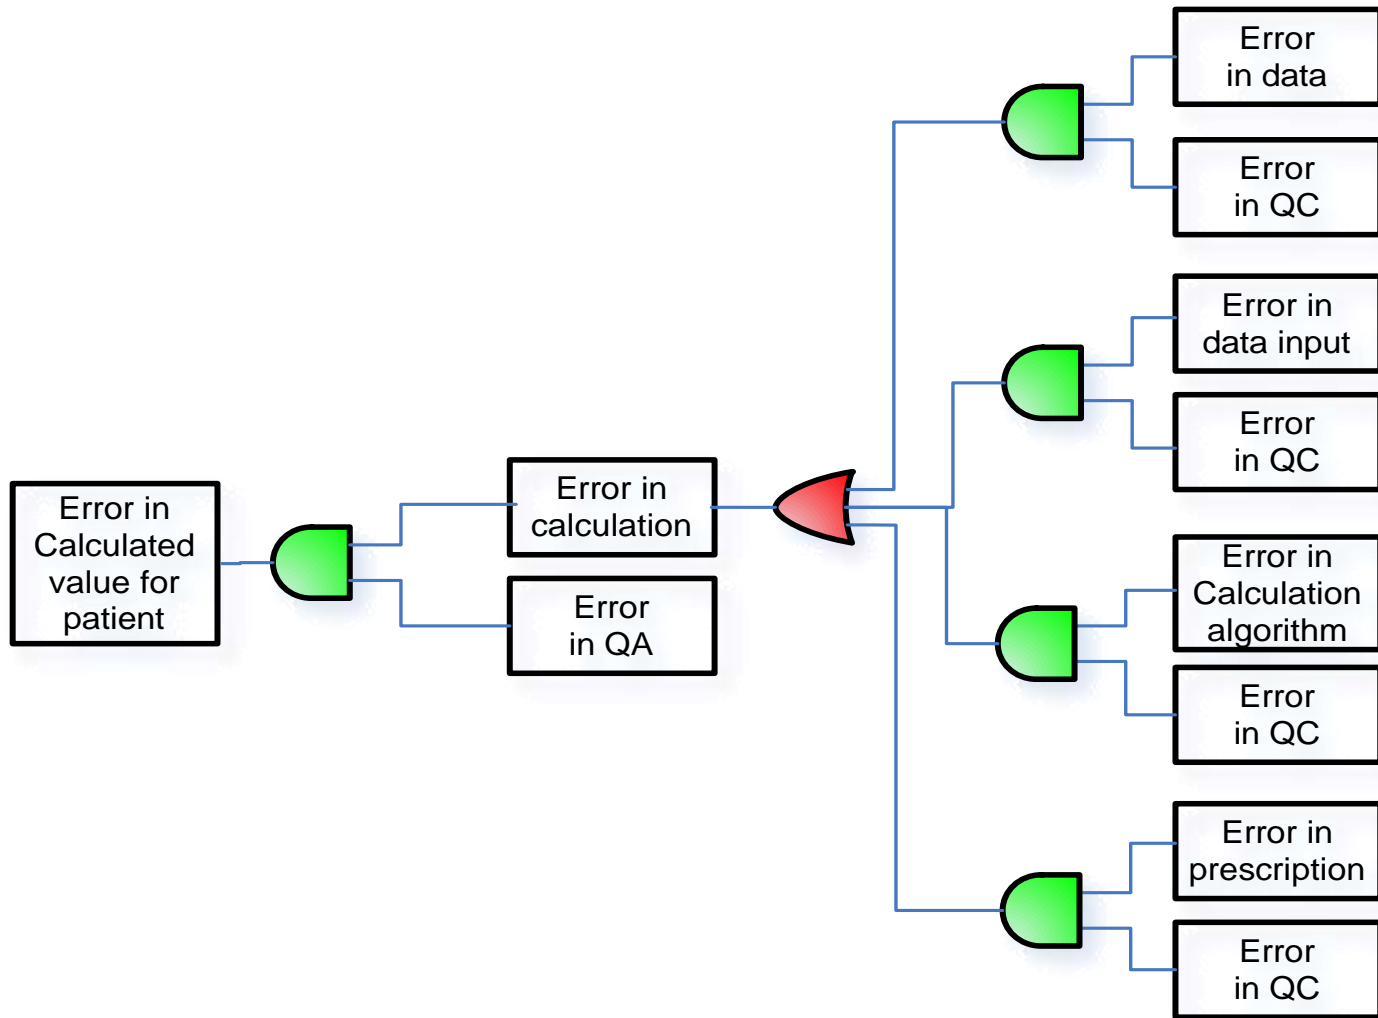 Error in
Calculated
value for
patient
Error in
calculation
Error
in QA
Error
in data
Error
in QC
Error in
data input
Error
in QC
Error in
Calculation
algorithm
Error
in QC
Error in
prescription
Error
in QC